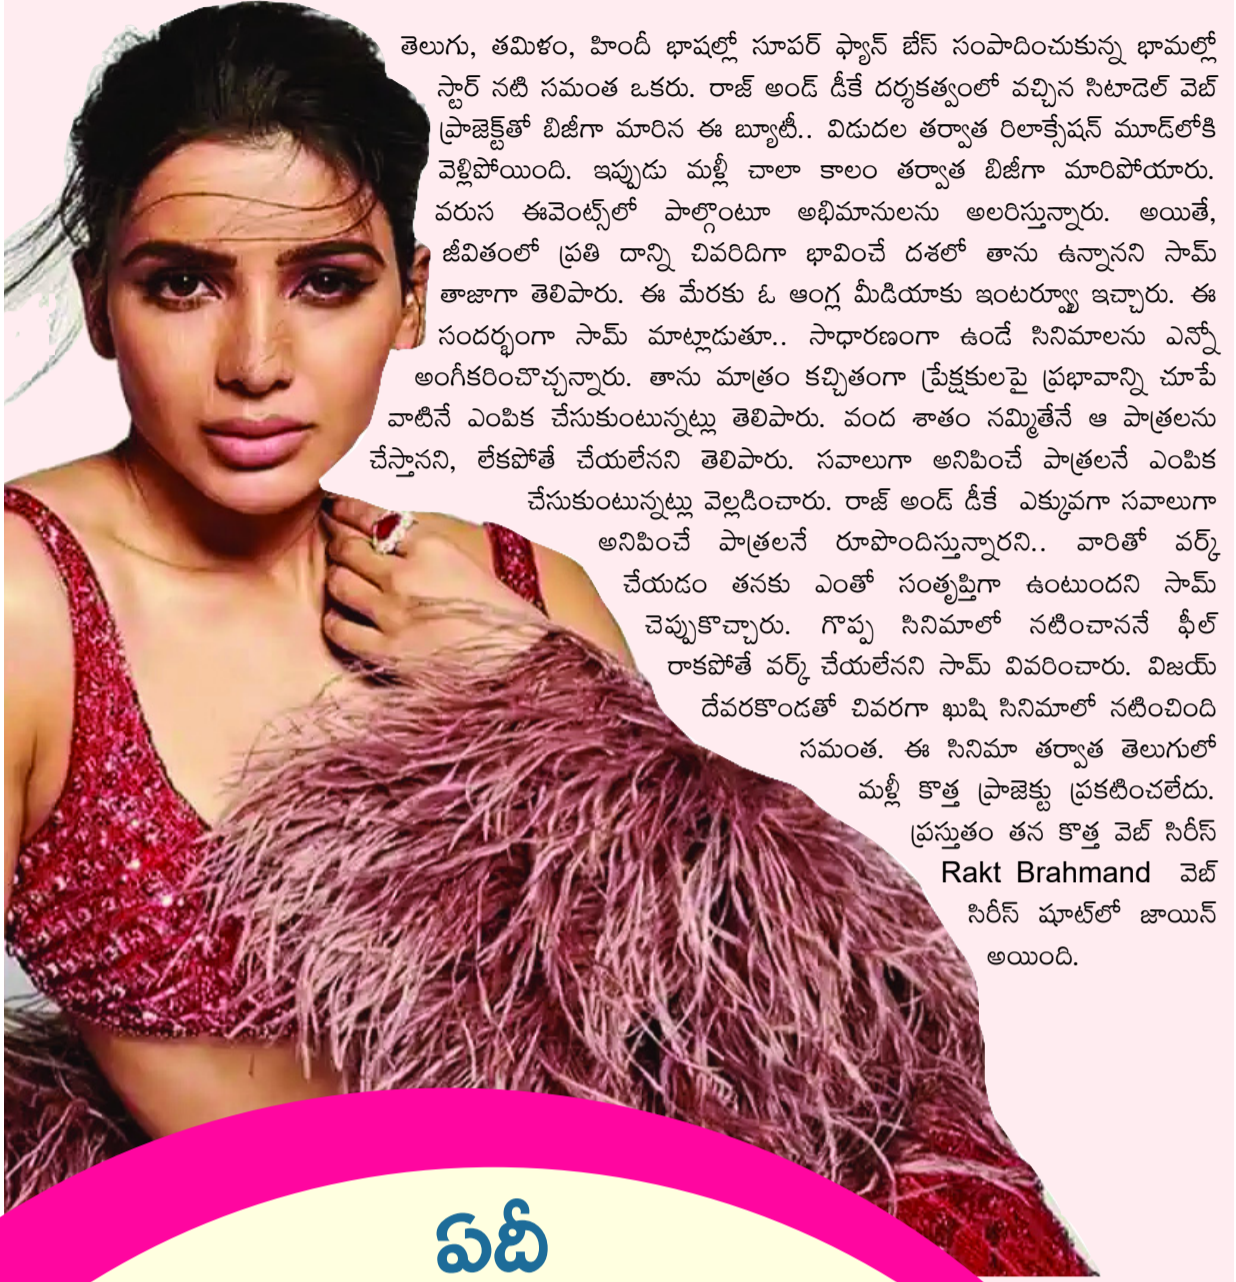 తెలుగు, తమిళం, హిందీ భాషల్లో సూపర్ ఫ్యాన్ బేస్ సంపాదించుకున్న భామల్లో
స్టార్ నటి సమంత ఒకరు. రాజ్ అండ్ డీకే దర్శకత్వంలో వచ్చిన సిటాడెల్ వెబ్
ప్రాజెక్ట్‌తో బిజీగా మారిన ఈ బ్యూటీ.. విడుదల తర్వాత రిలాక్సేషన్ మూడ్‌లోకి
వెళ్లిపోయింది. ఇప్పుడు మళ్లీ చాలా కాలం తర్వాత బిజీగా మారిపోయారు.
వరుస ఈవెంట్స్‌లో పాల్గొంటూ అభిమానులను అలరిస్తున్నారు. అయితే,
జీవితంలో ప్రతి దాన్ని చివరిదిగా భావించే దశలో తాను ఉన్నానని సామ్
తాజాగా తెలిపారు. ఈ మేరకు ఓ ఆంగ్ల మీడియాకు ఇంటర్వ్యూ ఇచ్చారు. ఈ
సందర్భంగా సామ్ మాట్లాడుతూ.. సాధారణంగా ఉండే సినిమాలను ఎన్నో
అంగీకరించొచ్చన్నారు. తాను మాత్రం కచ్చితంగా ప్రేక్షకులపై ప్రభావాన్ని చూపే
వాటినే ఎంపిక చేసుకుంటున్నట్లు తెలిపారు. వంద శాతం నమ్మితేనే ఆ పాత్రలను
చేస్తానని, లేకపోతే చేయలేనని తెలిపారు. సవాలుగా అనిపించే పాత్రలనే ఎంపిక
చేసుకుంటున్నట్లు వెల్లడించారు. రాజ్ అండ్ డీకే ఎక్కువగా సవాలుగా
అనిపించే పాత్రలనే రూపొందిస్తున్నారని.. వారితో వర్క్
చేయడం తనకు ఎంతో సంతృప్తిగా ఉంటుందని సామ్
చెప్పుకొచ్చారు. గొప్ప సినిమాలో నటించాననే ఫీల్
రాకపోతే వర్క్ చేయలేనని సామ్ వివరించారు. విజయ్
దేవరకొండతో చివరగా ఖుషి సినిమాలో నటించింది
సమంత. ఈ సినిమా తర్వాత తెలుగులో
మళ్లీ కొత్త ప్రాజెక్టు ప్రకటించలేదు.
ప్రస్తుతం తన కొత్త వెబ్ సిరీస్
Rakt Brahmand వెబ్
సిరీస్ షూట్‌లో జాయిన్
అయింది.
ఏదీ